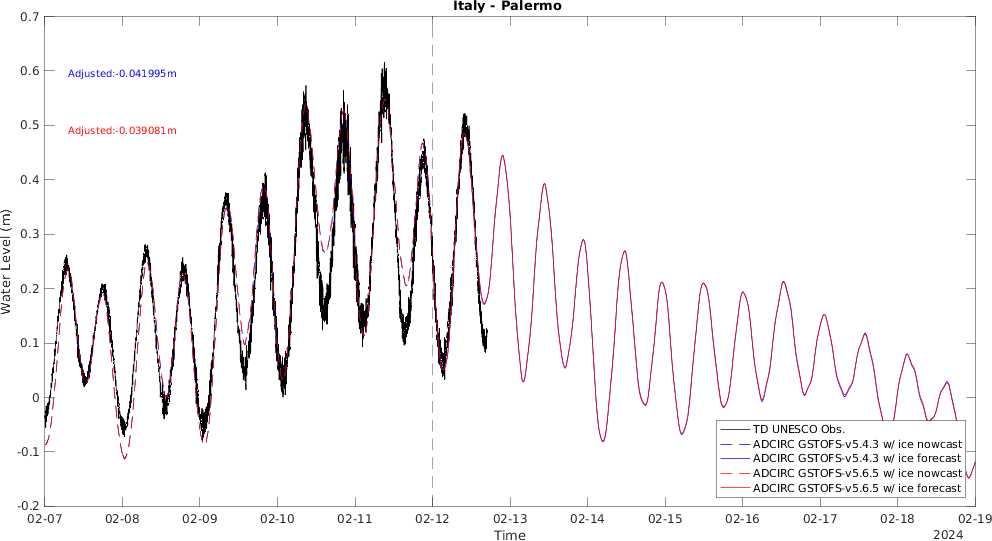 Italy - Palermo
0.7
0.6
0.5
0.4
0.3
0.2
0.1
0
-0.1
-0.2
Water Level (m)
Adjusted:-0.041995m
Adjusted:-0.039081m
TD UNESCO Obs.
ADCIRC GSTOFS-v5.4.3 w/ ice nowcast
ADCIRC GSTOFS-v5.4.3 w/ ice forecast
ADCIRC GSTOFS-v5.6.5 w/ ice nowcast
ADCIRC GSTOFS-v5.6.5 w/ ice forecast
02-07 02-08 02-09 02-10 02-11 02-12 02-13 02-14 02-15 02-16 02-17 02-18 02-19
Time
2024